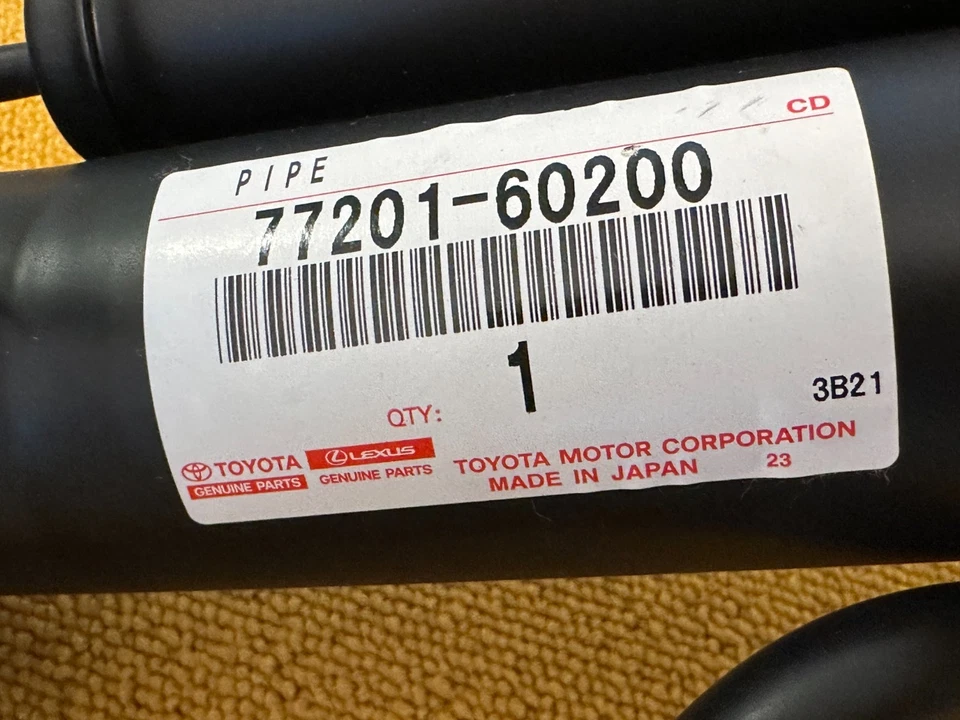 CD
PIPE
77201-60200
1
QTY:
3B21
TOYOTA
GENUINE PARTS
LEXUS
GENUINE PARTS
TOYOTA MOTOR CORPORATION
MADE IN JAPAN 23